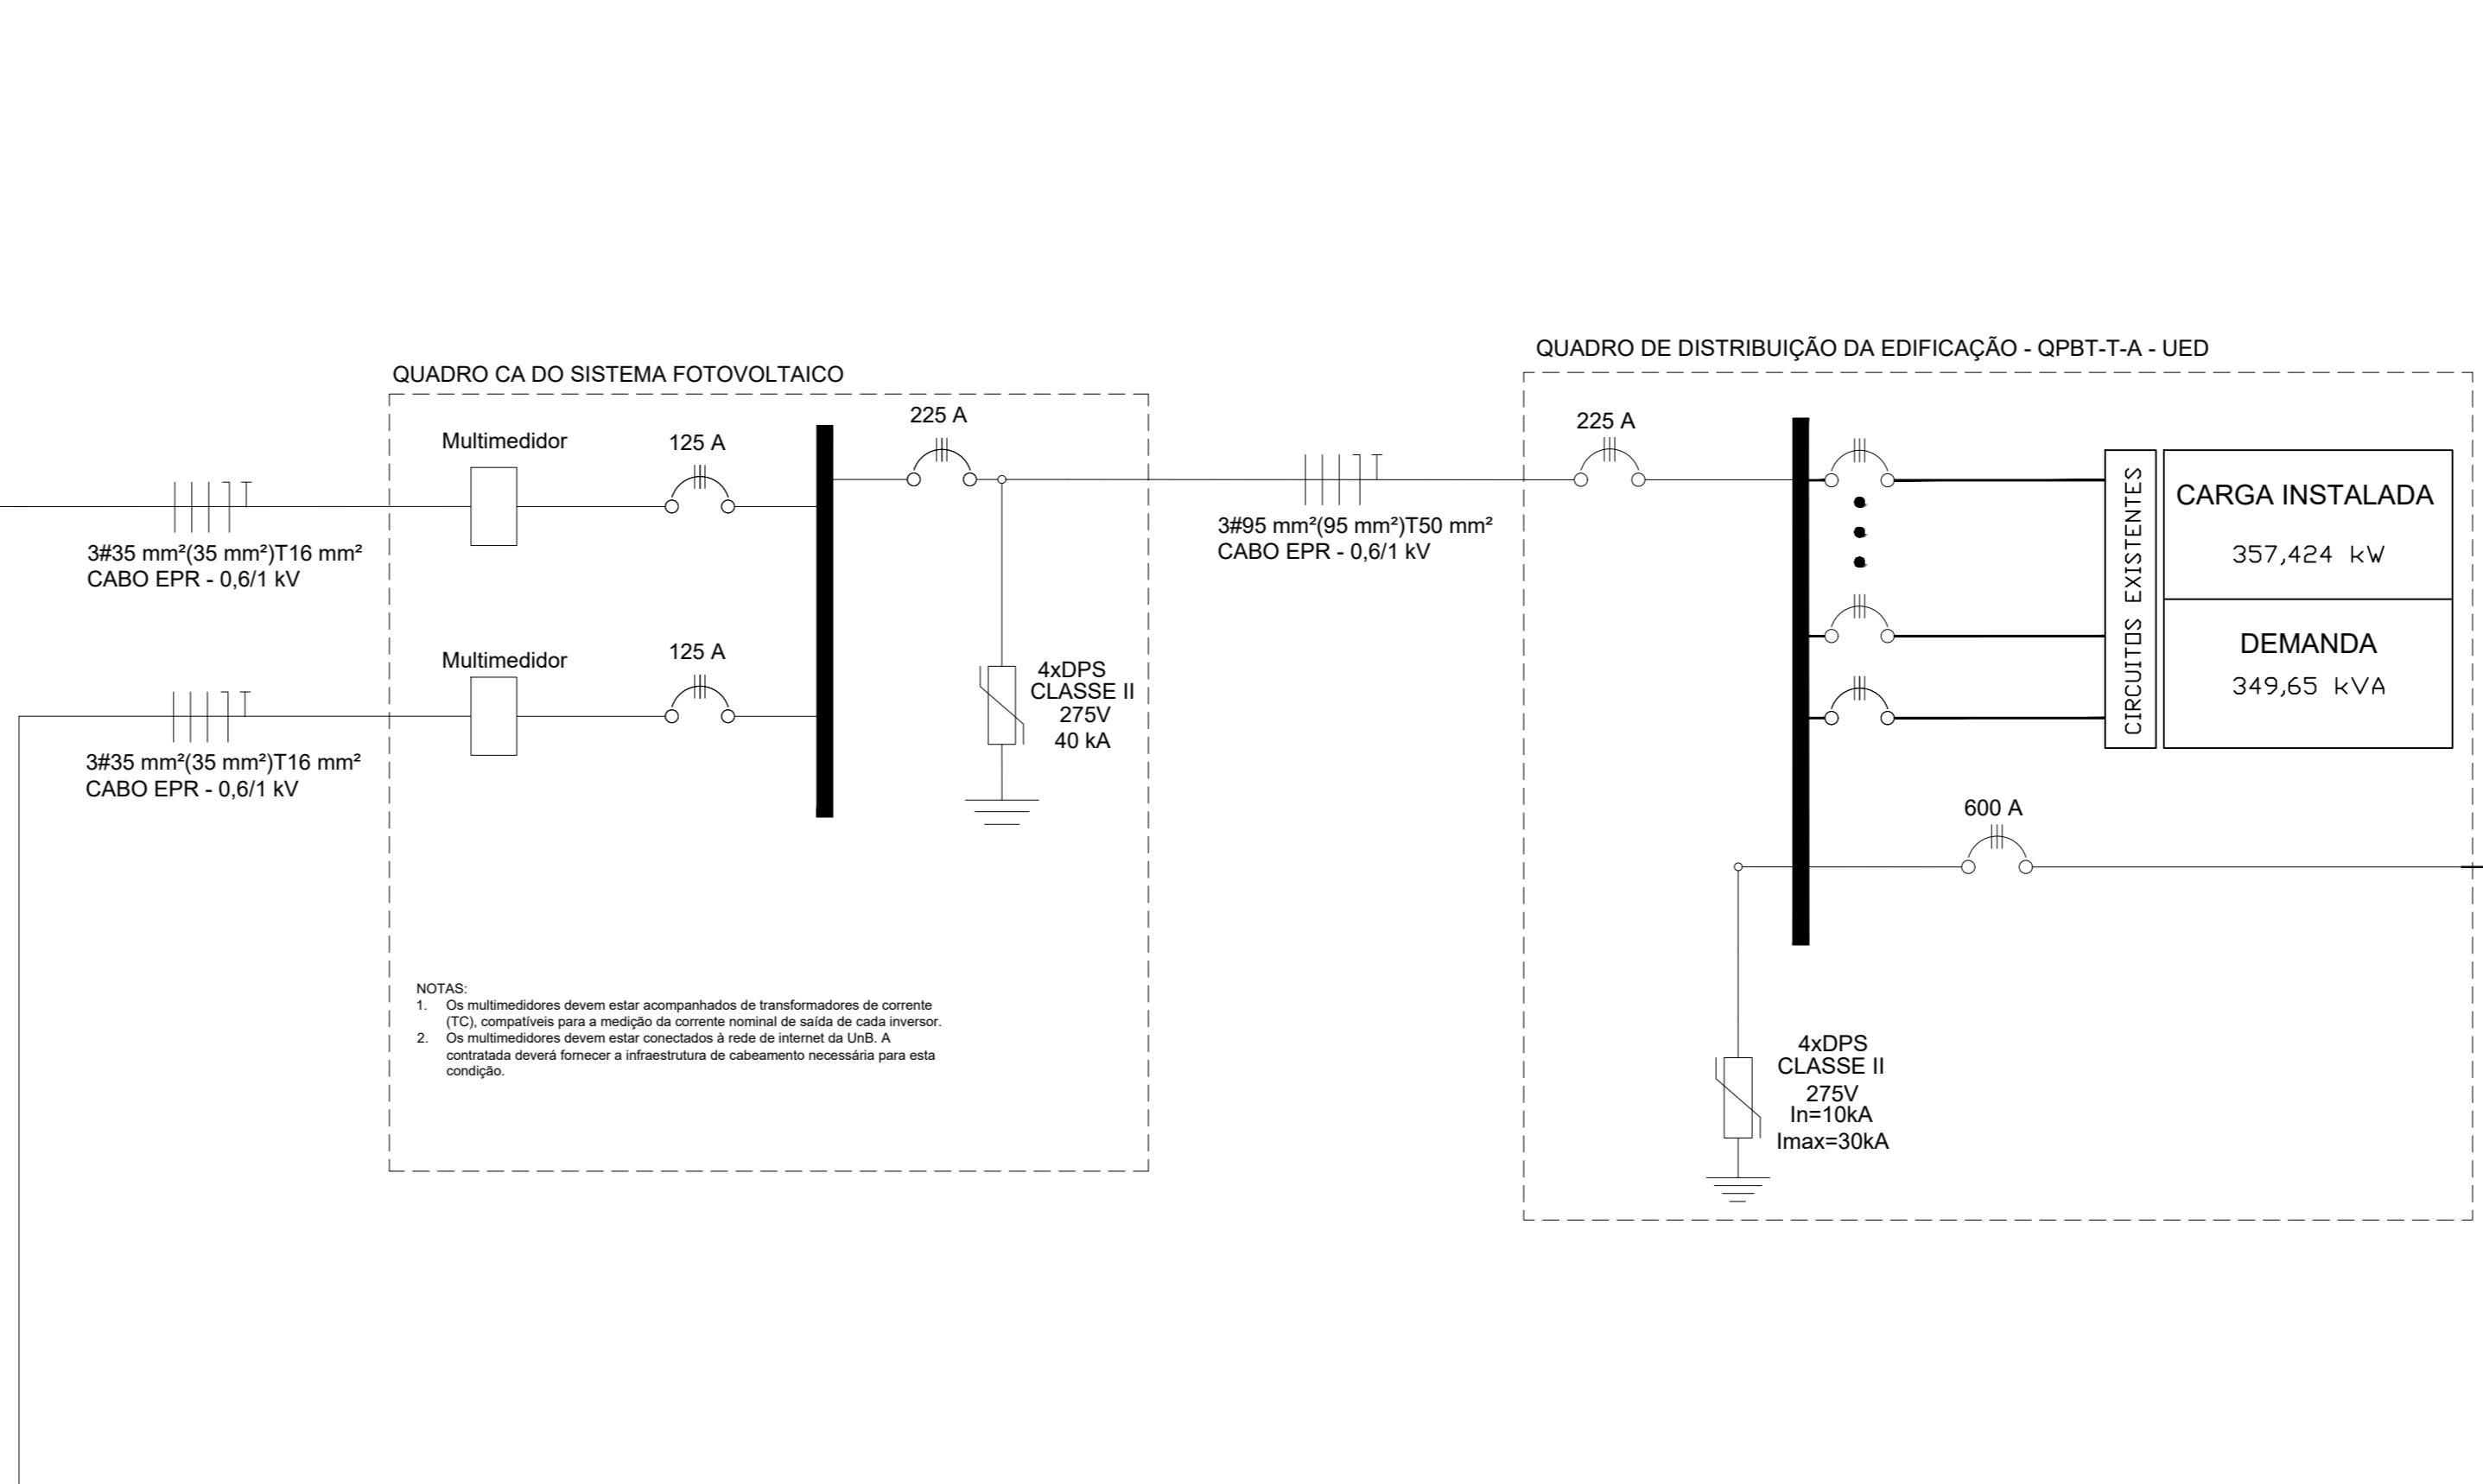 QUADRO DE DISTRIBUIÇÃO DA EDIFICAÇÃO - QPBT-T-A - UED
QUADRO CA DO SISTEMA FOTOVOLTAICO
225 A
225 A
Multimedidor
125 A
3#35 mm²(35 mm²)T16 mm²
CABO EPR - 0,6/1 kV
3#95 mm²(95 mm²)T50 mm²
CABO EPR - 0,6/1 kV
CIRCUITOS EXISTENTES
CARGA INSTALADA
357,424 kW
DEMANDA
349,65 kVA
Multimedidor
125 A
3#35 mm²(35 mm²)T16 mm²
CABO EPR - 0,6/1 kV
4xDPS
CLASSE II
275V
40 kA
600 A
NOTAS:
1. Os multimedidores devem estar acompanhados de transformadores de corrente
(TC), compatíveis para a medição da corrente nominal de saída de cada inversor.
2. Os multimedidores devem estar conectados à rede de internet da UnB. A
contratada deverá fornecer a infraestrutura de cabeamento necessária para esta
condição.
4xDPS
CLASSE II
275V
In=10kA
Imax=30kA